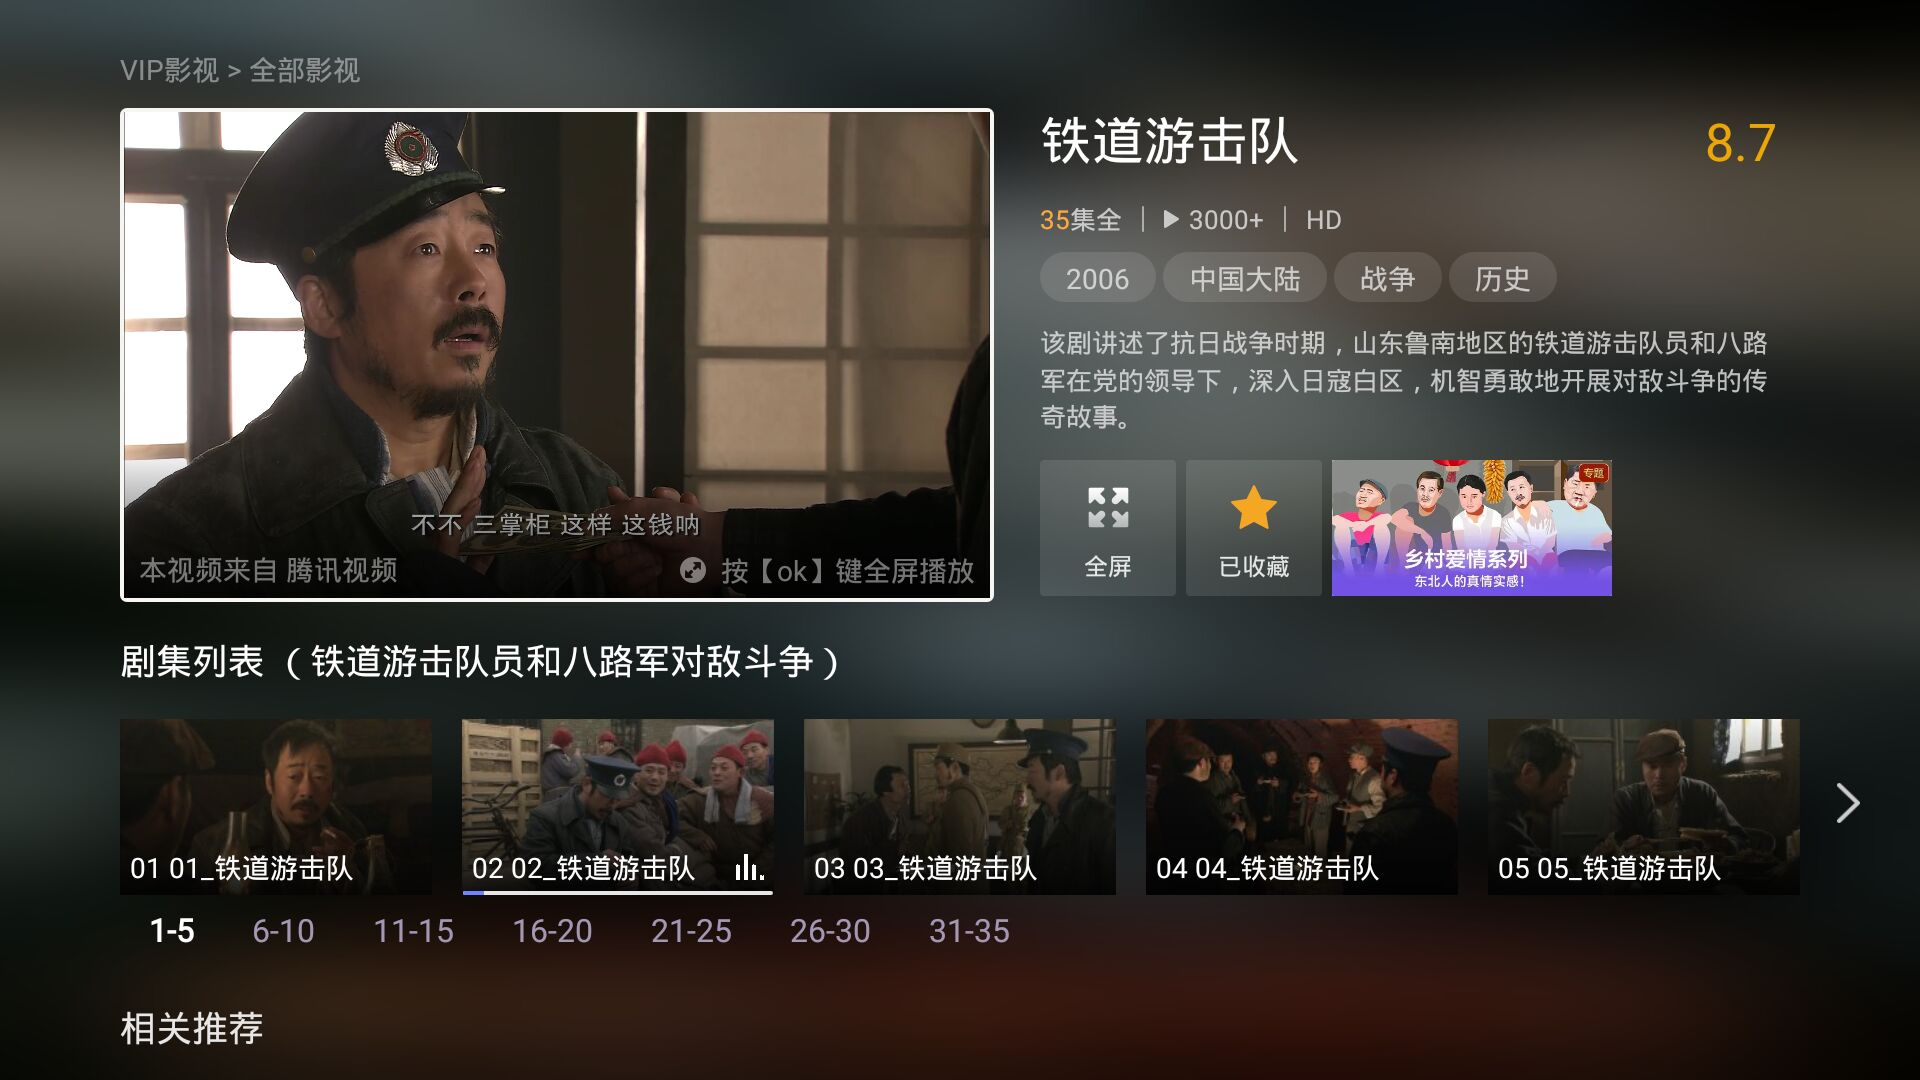 VIP影视 > 全部影视
不不 三掌柜 这样 这钱呐
本视频来自 腾讯视频
按【ok】键全屏播放
铁道游击队
8.7
35集全 | 3000+ | HD
2006 中国大陆 战争 历史
该剧讲述了抗日战争时期，山东鲁南地区的铁道游击队员和八路
军在党的领导下，深入日寇白区，机智勇敢地开展对敌斗争的传
奇故事。
全屏
已收藏
专题
乡村爱情系列
东北人的真情实感！
剧集列表（铁道游击队员和八路军对敌斗争）
01 01_铁道游击队
02 02_铁道游击队
03 03_铁道游击队
04 04_铁道游击队
05 05_铁道游击队
1-5 6-10 11-15 16-20 21-25 26-30 31-35
相关推荐